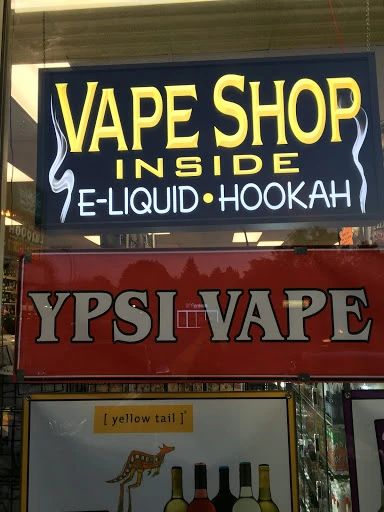 VAPE SHOP
INSIDE
E-LIQUID • HOOKAH
YPSI VAPE
[ yellow tail ]